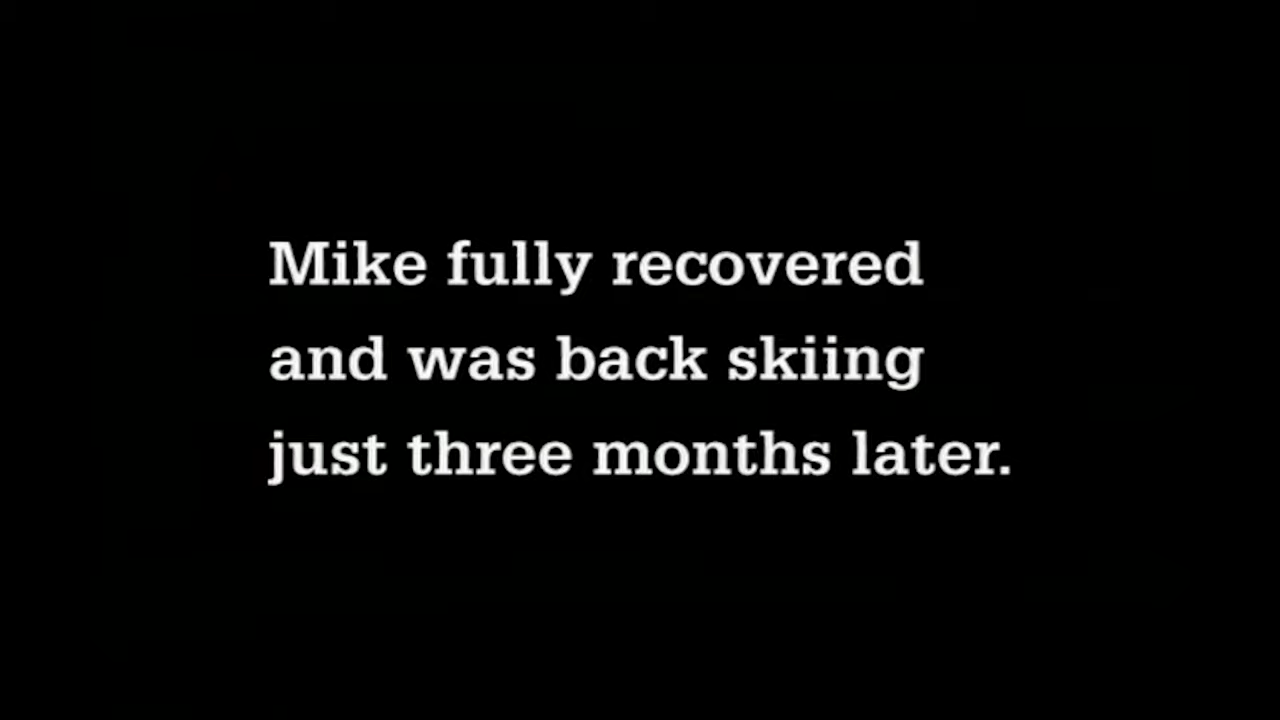 Mike fully recovered
and was back skiing
just three months later.